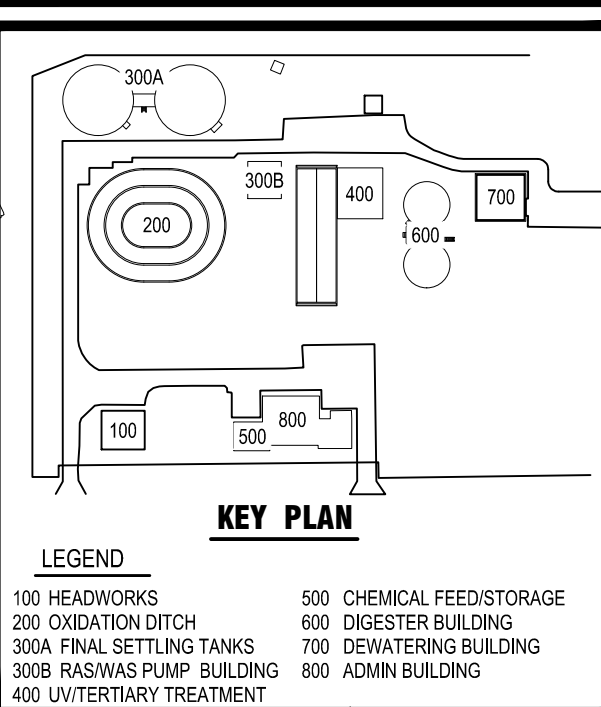 300A
300B
400
700
200
600
100
500
800
KEY PLAN
LEGEND
100 HEADWORKS
200 OXIDATION DITCH
300A FINAL SETTLING TANKS
300B RAS/WAS PUMP BUILDING
400 UV/TERTIARY TREATMENT
500 CHEMICAL FEED/STORAGE
600 DIGESTER BUILDING
700 DEWATERING BUILDING
800 ADMIN BUILDING